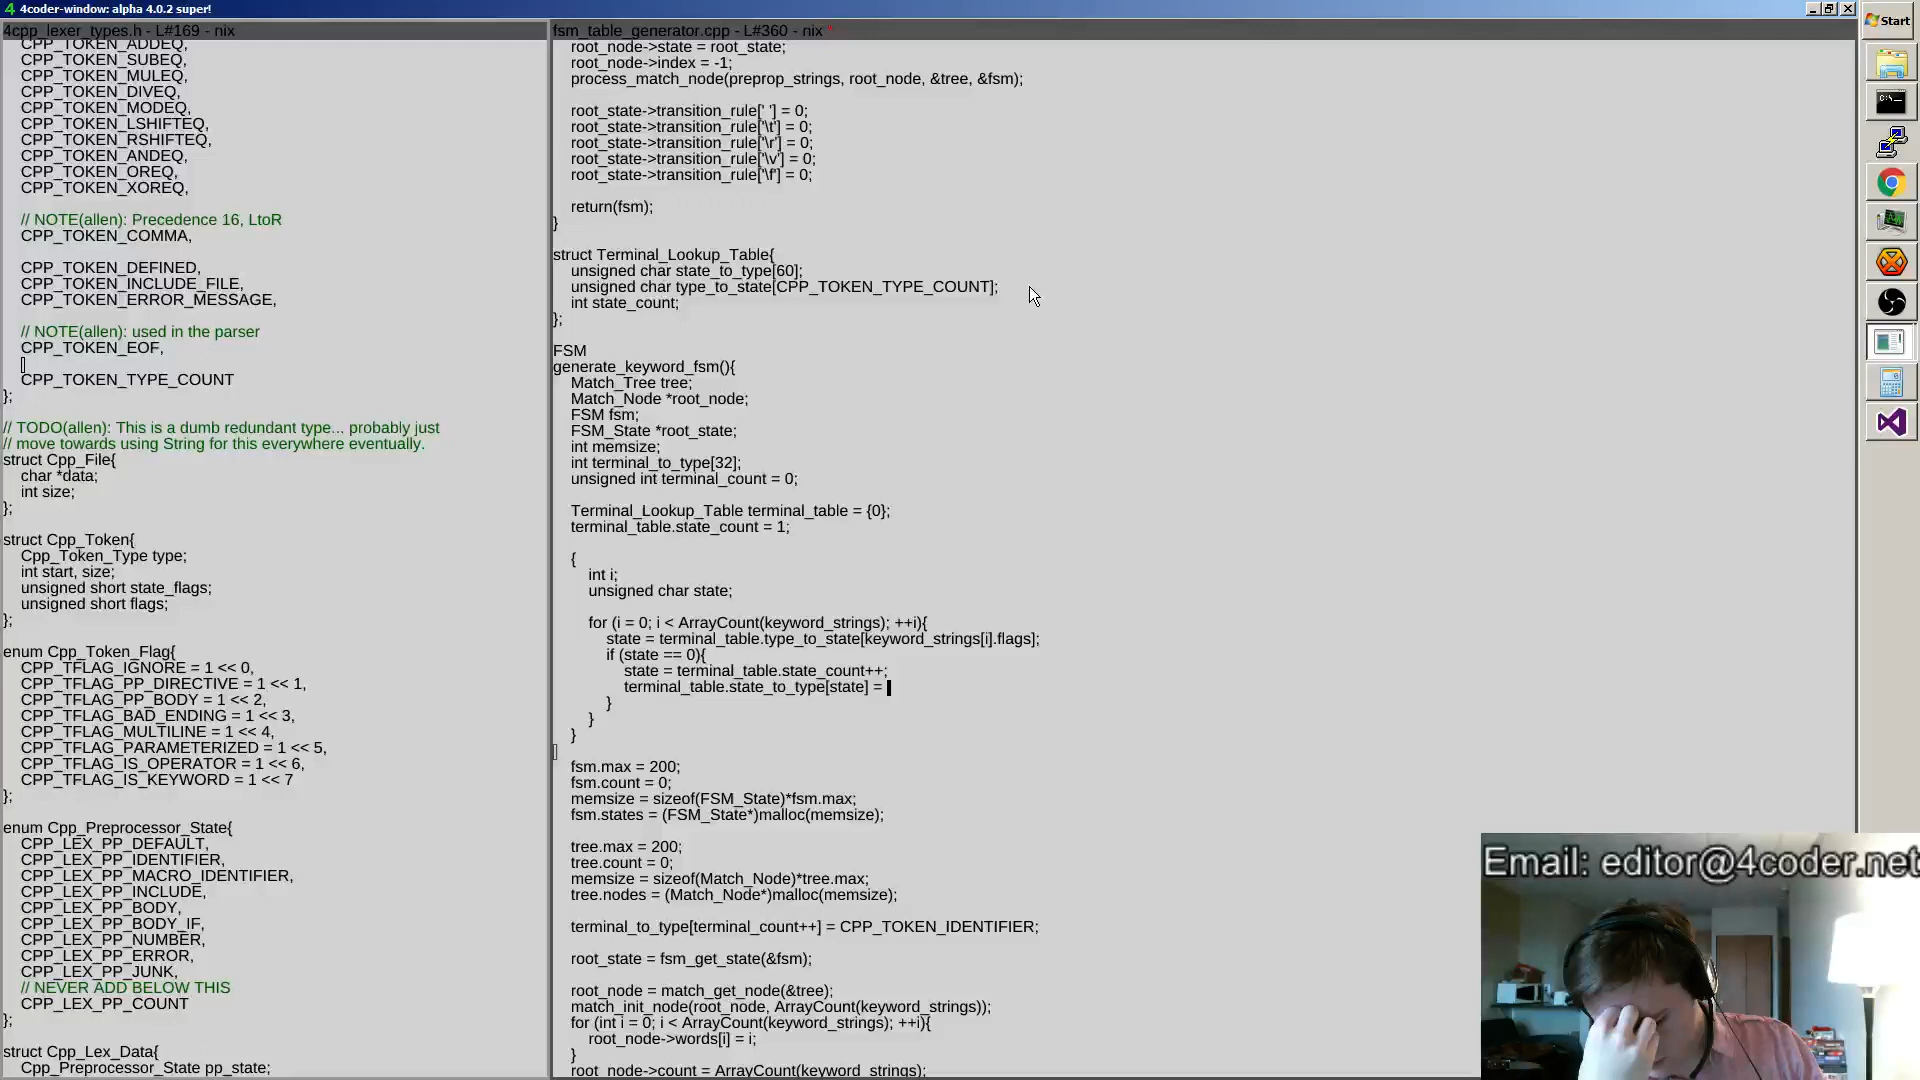 4 4coder-window: alpha 4.0.2 super!
Start
4cpp_lexer_types.h - L#169 - nix
CPP_TOKEN_ADDEQ,
CPP_TOKEN_SUBEQ,
CPP_TOKEN_MULEQ,
CPP_TOKEN_DIVEQ,
CPP_TOKEN_MODEQ,
CPP_TOKEN_LSHIFTEQ,
CPP_TOKEN_RSHIFTEQ,
CPP_TOKEN_ANDEQ,
CPP_TOKEN_OREQ,
CPP_TOKEN_XOREQ,
// NOTE(allen): Precedence 16, LtoR
CPP_TOKEN_COMMA,
CPP_TOKEN_DEFINED,
CPP_TOKEN_INCLUDE_FILE,
CPP_TOKEN_ERROR_MESSAGE,
// NOTE(allen): used in the parser
CPP_TOKEN_EOF,
CPP_TOKEN_TYPE_COUNT
};
// TODO(allen): This is a dumb redundant type... probably just
// move towards using String for this everywhere eventually.
struct Cpp_File{
char *data;
int size;
};
struct Cpp_Token{
Cpp_Token_Type type;
int start, size;
unsigned short state_flags;
unsigned short flags;
};
enum Cpp_Token_Flag{
CPP_TFLAG_IGNORE = 1 << 0,
CPP_TFLAG_PP_DIRECTIVE = 1 << 1,
CPP_TFLAG_PP_BODY = 1 << 2,
CPP_TFLAG_BAD_ENDING = 1 << 3,
CPP_TFLAG_MULTILINE = 1 << 4,
CPP_TFLAG_PARAMETERIZED = 1 << 5,
CPP_TFLAG_IS_OPERATOR = 1 << 6,
CPP_TFLAG_IS_KEYWORD = 1 << 7
};
enum Cpp_Preprocessor_State{
CPP_LEX_PP_DEFAULT,
CPP_LEX_PP_IDENTIFIER,
CPP_LEX_PP_MACRO_IDENTIFIER,
CPP_LEX_PP_INCLUDE,
CPP_LEX_PP_BODY,
CPP_LEX_PP_BODY_IF,
CPP_LEX_PP_NUMBER,
CPP_LEX_PP_ERROR,
CPP_LEX_PP_JUNK,
// NEVER ADD BELOW THIS
CPP_LEX_PP_COUNT
};
struct Cpp_Lex_Data{
Cpp_Preprocessor_State pp_state;
fsm_table_generator.cpp - L#360 - nix *
root_node->state = root_state;
root_node->index = -1;
process_match_node(preprop_strings, root_node, &tree, &fsm);
root_state->transition_rule[' '] = 0;
root_state->transition_rule['\t'] = 0;
root_state->transition_rule['\r'] = 0;
root_state->transition_rule['\v'] = 0;
root_state->transition_rule['\f'] = 0;
return(fsm);
}
struct Terminal_Lookup_Table{
unsigned char state_to_type[60];
unsigned char type_to_state[CPP_TOKEN_TYPE_COUNT];
int state_count;
};
FSM
generate_keyword_fsm(){
Match_Tree tree;
Match_Node *root_node;
FSM fsm;
FSM_State *root_state;
int memsize;
int terminal_to_type[32];
unsigned int terminal_count = 0;
Terminal_Lookup_Table terminal_table = {0};
terminal_table.state_count = 1;
{
int i;
unsigned char state;
for (i = 0; i < ArrayCount(keyword_strings); ++i){
state = terminal_table.type_to_state[keyword_strings[i].flags];
if (state == 0){
state = terminal_table.state_count++;
terminal_table.state_to_type[state] =
}
}
}
fsm.max = 200;
fsm.count = 0;
memsize = sizeof(FSM_State)*fsm.max;
fsm.states = (FSM_State*)malloc(memsize);
tree.max = 200;
tree.count = 0;
memsize = sizeof(Match_Node)*tree.max;
tree.nodes = (Match_Node*)malloc(memsize);
terminal_to_type[terminal_count++] = CPP_TOKEN_IDENTIFIER;
root_state = fsm_get_state(&fsm);
root_node = match_get_node(&tree);
match_init_node(root_node, ArrayCount(keyword_strings));
for (int i = 0; i < ArrayCount(keyword_strings); ++i){
root_node->words[i] = i;
}
root_node->count = ArrayCount(keyword_strings);
Email: editor@4coder.net